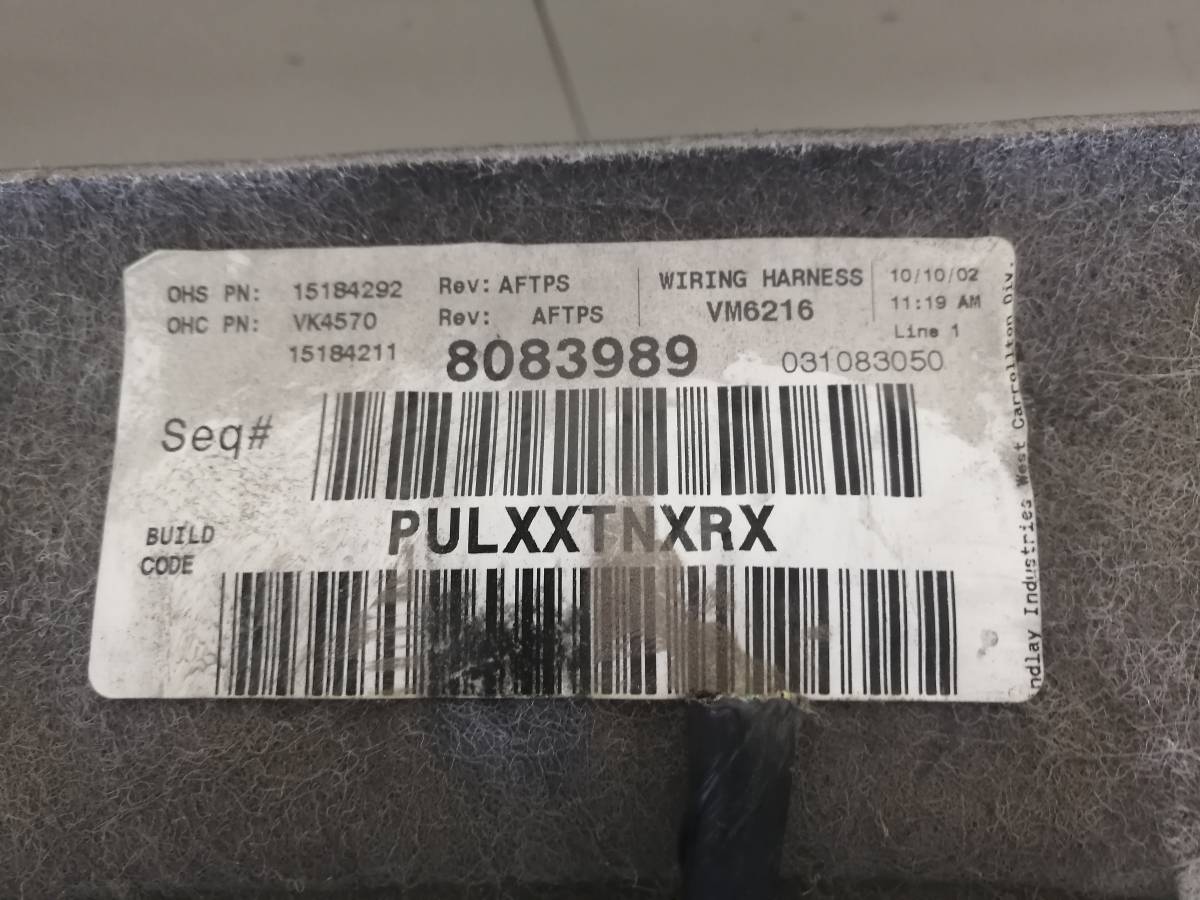 OHS PN: 15184292 Rev: AFTPS
OHC PN: VK4570 Rev: AFTPS
15184211
WIRING HARNESS
VM6216
10/10/02
11:19 AM
Line 1
8083989
031083050
Seq#
PULXXTNXRX
BUILD
CODE
ndlay Industries West Carrollton Div.